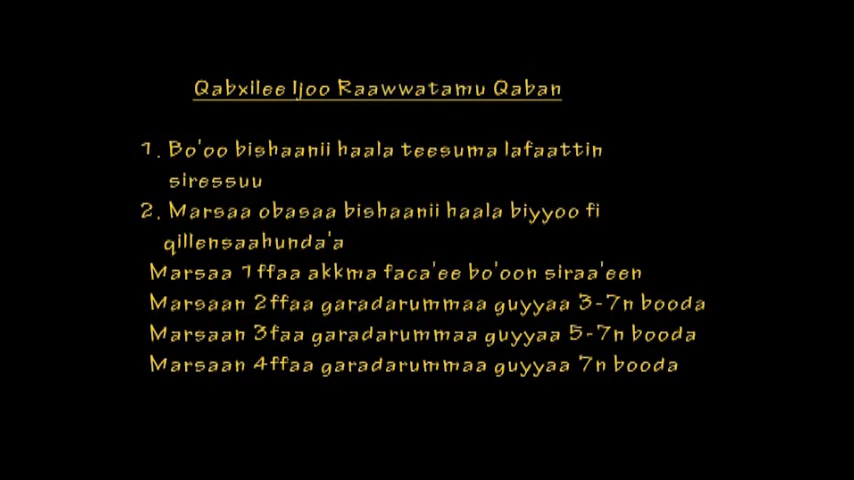 Qabxilee Ijoo Raawwatamu Qaban
1. Bo'oo bishaanii haala teesuma lafaattin
siressuu
2. Marsaa obasaa bishaanii haala biyyoo fi
qillensaahunda'a
Marsaa 1ffaa akkma faca'ee bo'oon siraa'een
Marsaan 2ffaa garadarummaa guyyaa 3-7n booda
Marsaan 3faa garadarummaa guyyaa 5-7n booda
Marsaan 4ffaa garadarummaa guyyaa 7n booda